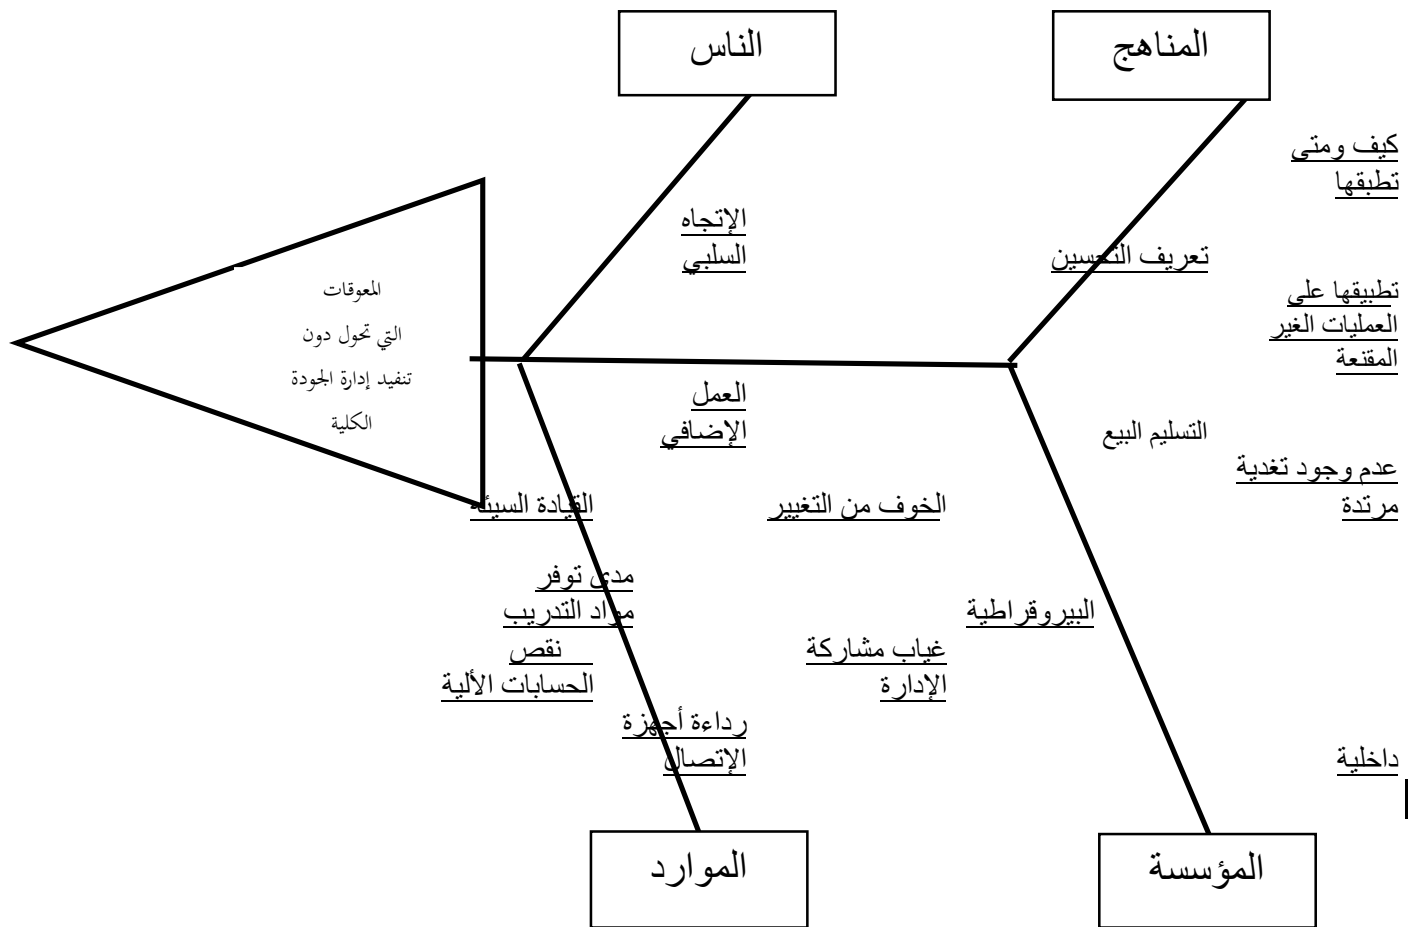 المناهج
الناس
كيف ومتى
تطبقها
الإتجاه
السلبي
تعريف التحسين
تطبيقها على
العمليات الغير
المقنعة
المعوقات
التي تحول دون
تنفيد إدارة الجودة
الكلية
العمل
الإضافي
التسليم البيع
عدم وجود تغدية
مرتدة
الخوف من التغيير
القيادة السيئة
مدى توفر
مواد التدريب
البيروقراطية
غياب مشاركة
الإدارة
نقص
الحسابات الألية
رداءة أجهزة
الإتصال
داخلية
المؤسسة
الموارد